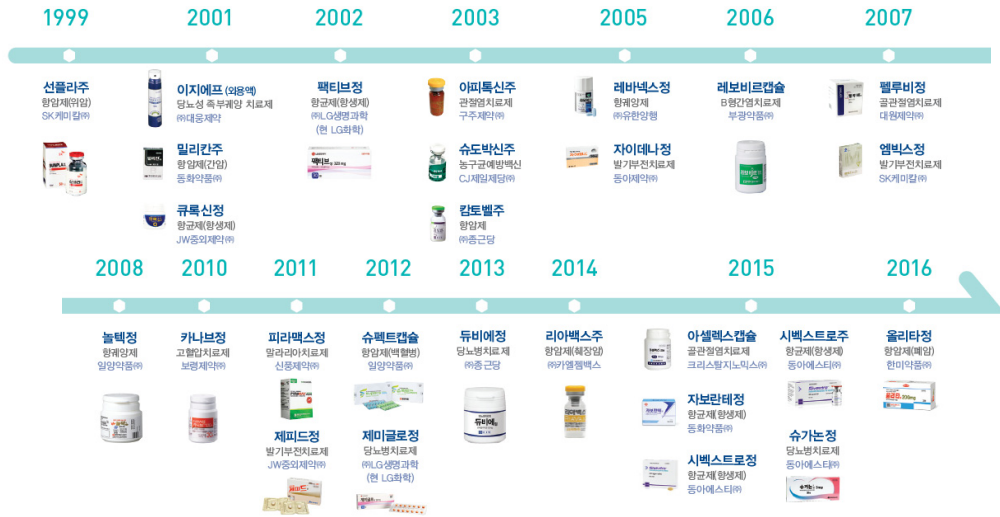 1999
2001
2002
2003
2005
2006
2007
선플라주
항암제(위암)
SK케미칼㈜
이지에프 (외용액)
당뇨성 족부궤양 치료제
㈜대웅제약
밀리칸주
항암제(간암)
동화약품㈜
큐록신정
항균제(항생제)
JW중외제약㈜
팩티브정
항균제(항생제)
㈜LG생명과학
(현 LG화학)
아피톡신주
관절염치료제
구주제약㈜
슈도박신주
농구균예방백신
CJ제일제당㈜
캄토벨주
항암제
㈜종근당
레바넥스정
항궤양제
㈜유한양행
자이데나정
발기부전치료제
동아제약㈜
레보비르캡슐
B형간염치료제
부광약품㈜
펠루비정
골관절염치료제
대원제약㈜
엠빅스정
발기부전치료제
SK케미칼㈜
2008
2010
2011
2012
2013
2014
2015
2016
놀텍정
항궤양제
일양약품㈜
카나브정
고혈압치료제
보령제약㈜
피라맥스정
말라리아치료제
신풍제약㈜
제피드정
발기부전치료제
JW중외제약㈜
슈펙트캡슐
항암제(백혈병)
일양약품㈜
제미글로정
당뇨병치료제
㈜LG생명과학
(현 LG화학)
듀비에정
당뇨병치료제
㈜종근당
듀비에
리아백스주
항암제(췌장암)
㈜카엘젬백스
아셀렉스캡슐
골관절염치료제
크리스탈지노믹스㈜
자보란테정
항균제(항생제)
동화약품㈜
시벡스트로정
항균제(항생제)
동아에스티㈜
시벡스트로주
항균제(항생제)
동아에스티㈜
슈가논정
당뇨병치료제
동아에스티㈜
올리타정
항암제(폐암)
한미약품㈜